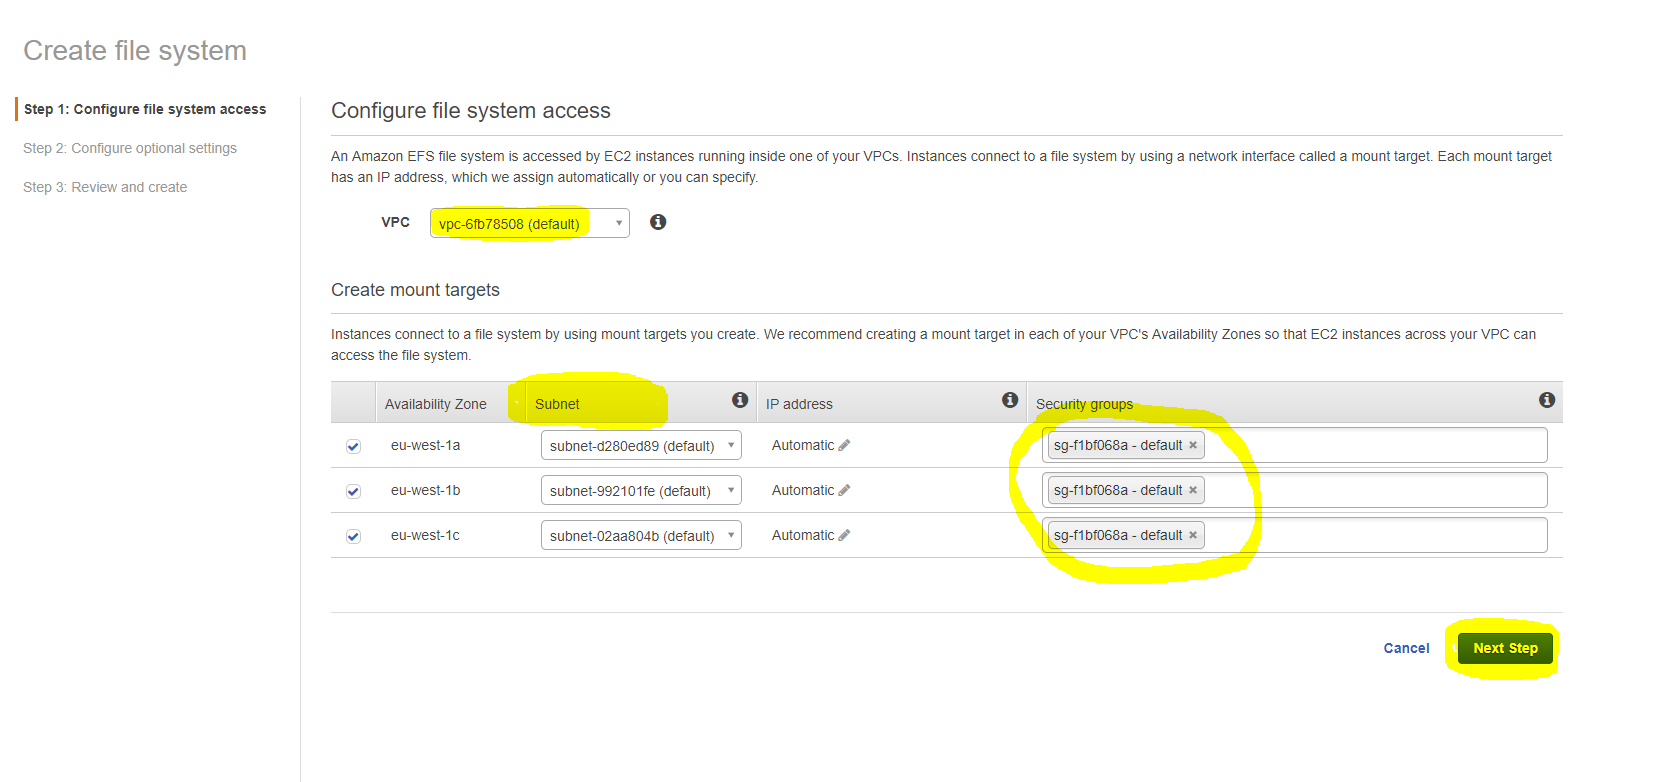 Create file system
Step 1: Configure file system access
Step 2: Configure optional settings
Step 3: Review and create
Configure file system access
An Amazon EFS file system is accessed by EC2 instances running inside one of your VPCs. Instances connect to a file system by using a network interface called a mount target. Each mount target
has an IP address, which we assign automatically or you can specify.
VPC vpc-6fb78508 (default)
Create mount targets
Instances connect to a file system by using mount targets you create. We recommend creating a mount target in each of your VPC's Availability Zones so that EC2 instances across your VPC can
access the file system.
Availability Zone Subnet IP address Security groups
eu-west-1a subnet-d280ed89 (default) Automatic sg-f1bf068a - default
eu-west-1b subnet-992101fe (default) Automatic sg-f1bf068a - default
eu-west-1c subnet-02aa804b (default) Automatic sg-f1bf068a - default
Cancel Next Step